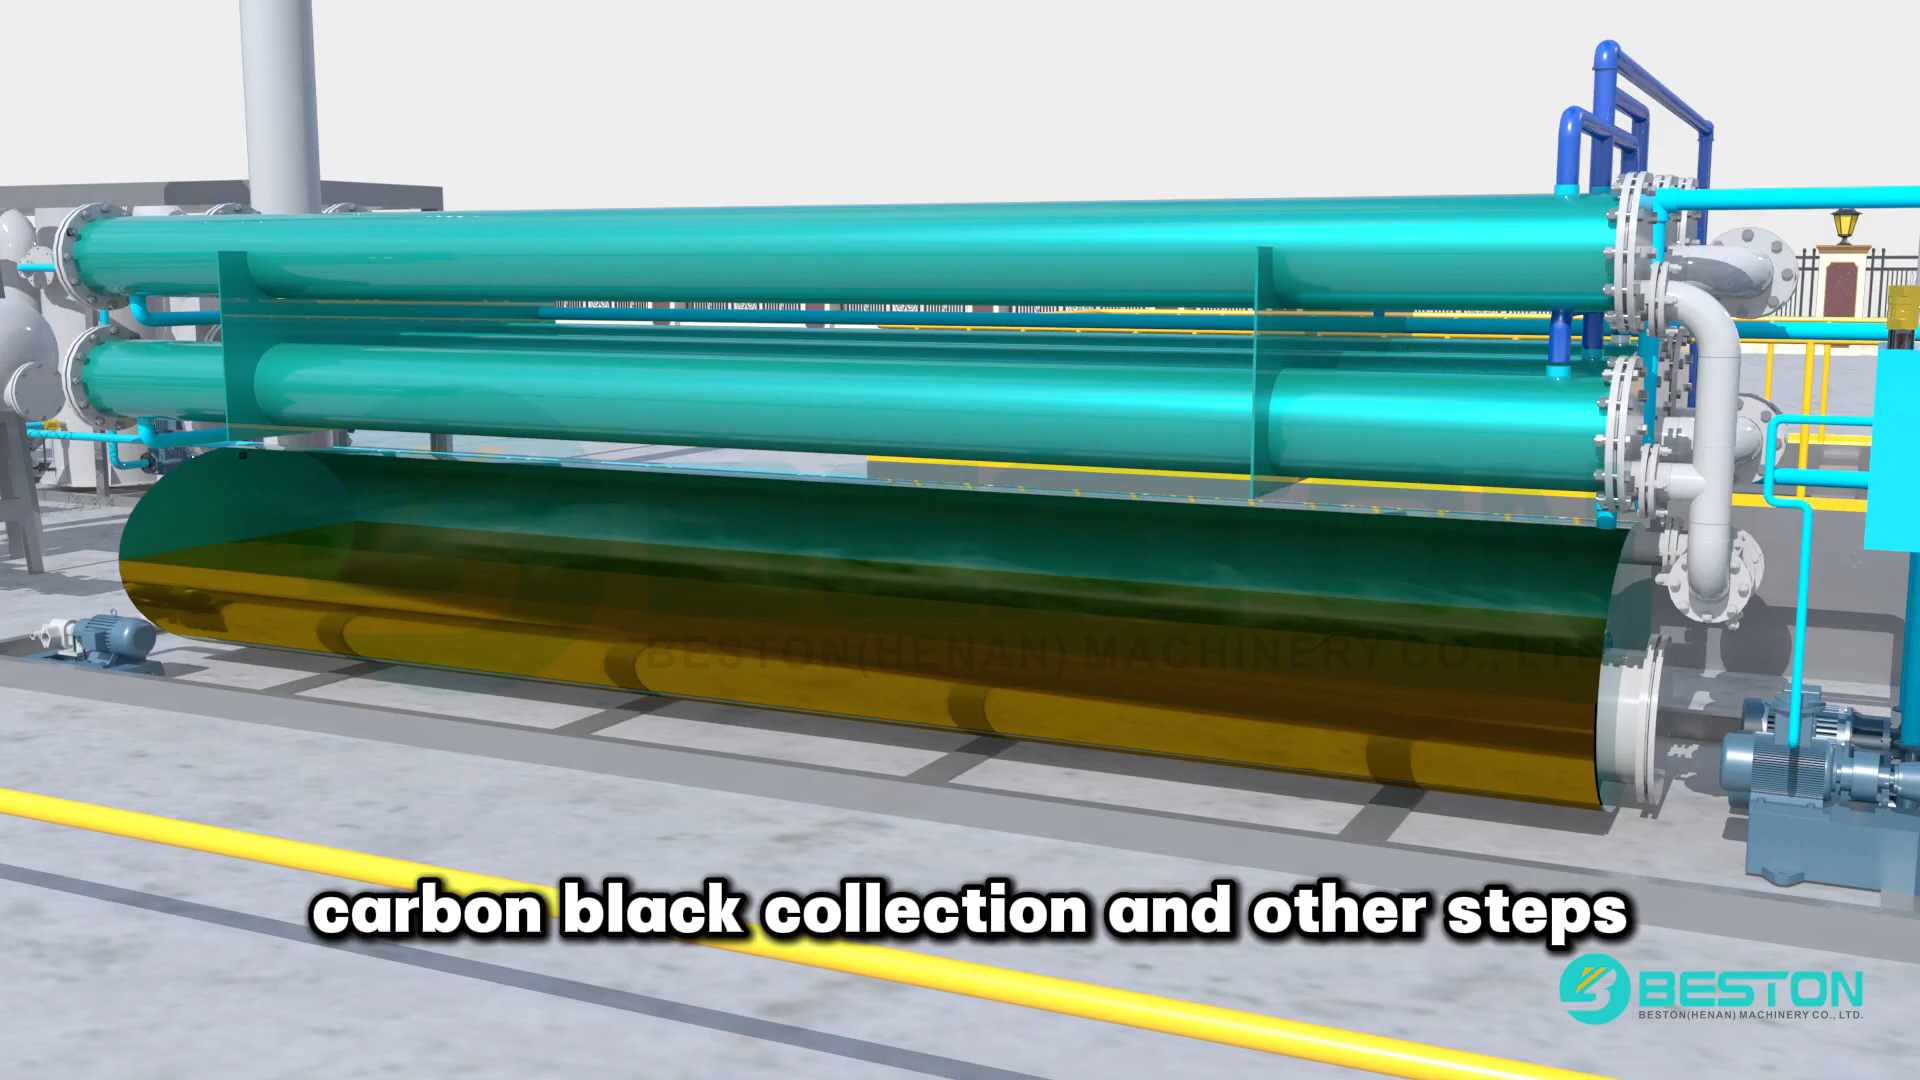 BESTON(HENAN) MACHINERY CO., LTD
carbon black collection and other steps
BESTON
BESTON(HENAN) MACHINERY CO., LTD.